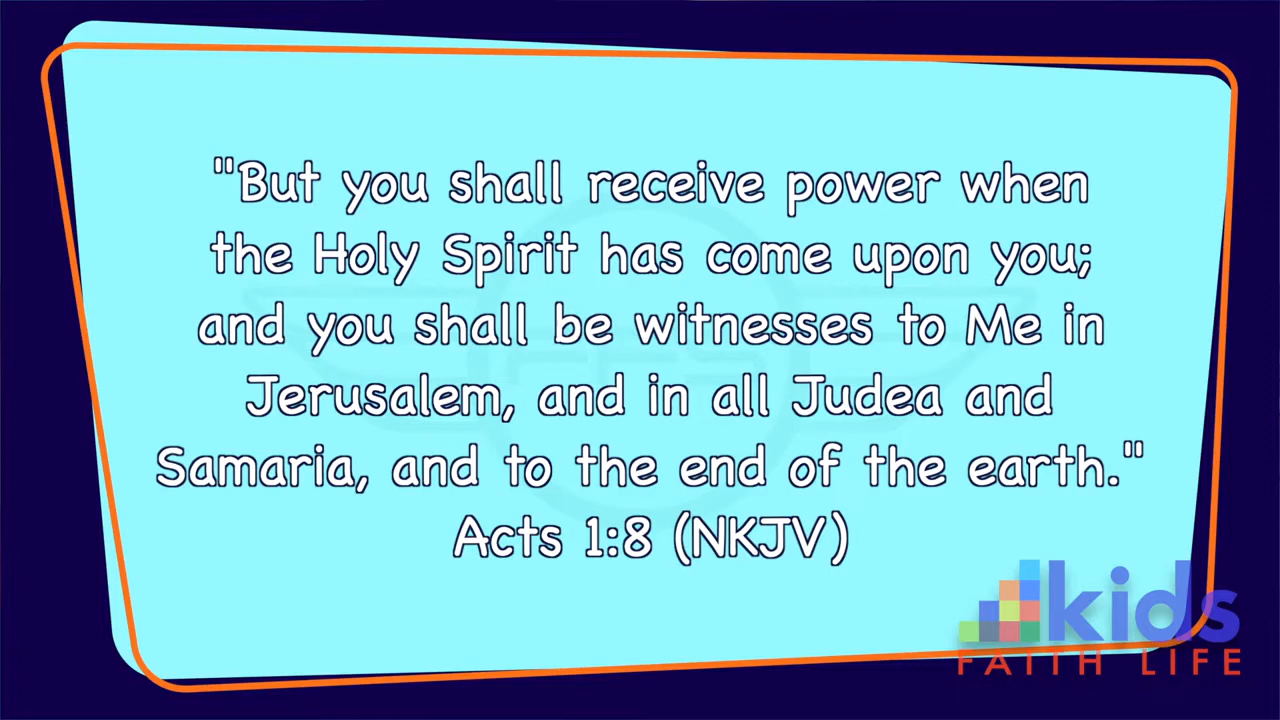 "But you shall receive power when
the Holy Spirit has come upon you;
and you shall be witnesses to Me in
Jerusalem, and in all Judea and
Samaria, and to the end of the earth."
Acts 1:8 (NKJV)
kids
FAITH LIFE